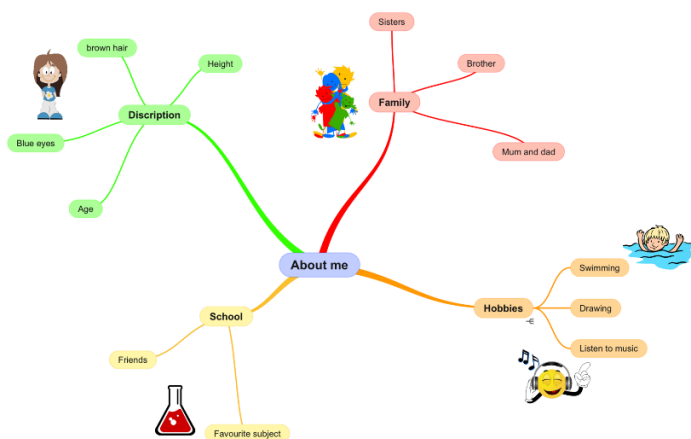 Sisters
brown hair
Height
Brother
Family
Discription
Blue eyes
Mum and dad
Age
About me
Swimming
School
Hobbies
Drawing
Friends
Listen to music
Favourite subject